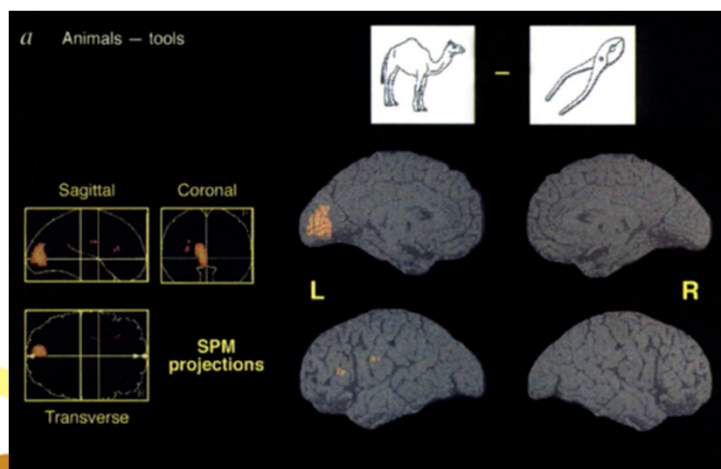 a Animals – tools
Sagittal Coronal
L R
SPM
projections
Transverse